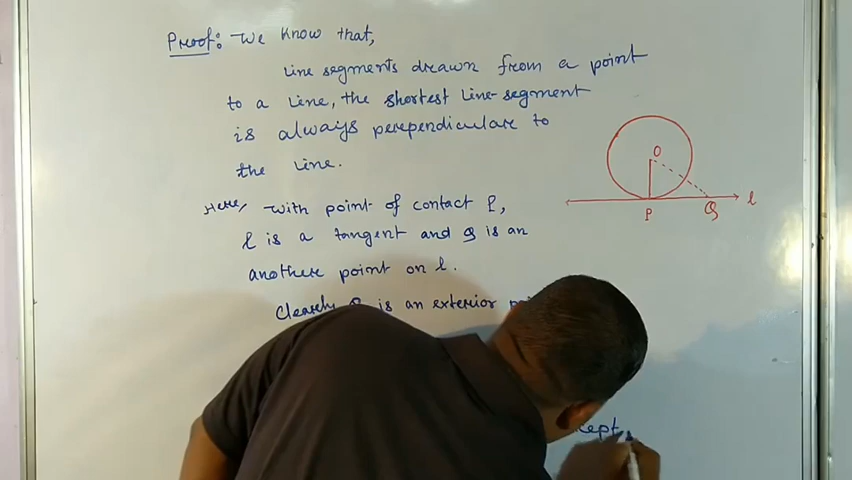 Proof: We know that,
Line segments drawn from a point
to a line, the shortest line-segment
is always perpendicular to
the line.
Here, with point of contact P,
l is a tangent and Q is an
another point on l.
Clearly Q is an exterior
O
l
P
Q